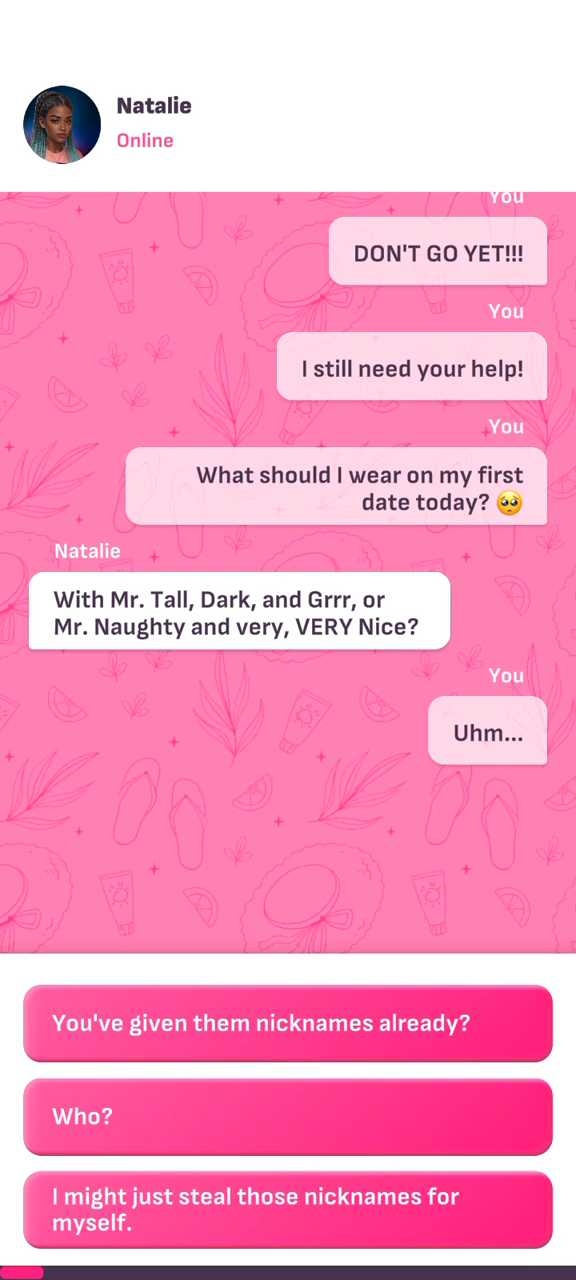 Natalie
Online
You
DON'T GO YET!!!
You
I still need your help!
You
What should I wear on my first
date today? 🥺
Natalie
With Mr. Tall, Dark, and Grrr, or
Mr. Naughty and very, VERY Nice?
You
Uhm...
You've given them nicknames already?
Who?
I might just steal those nicknames for
myself.